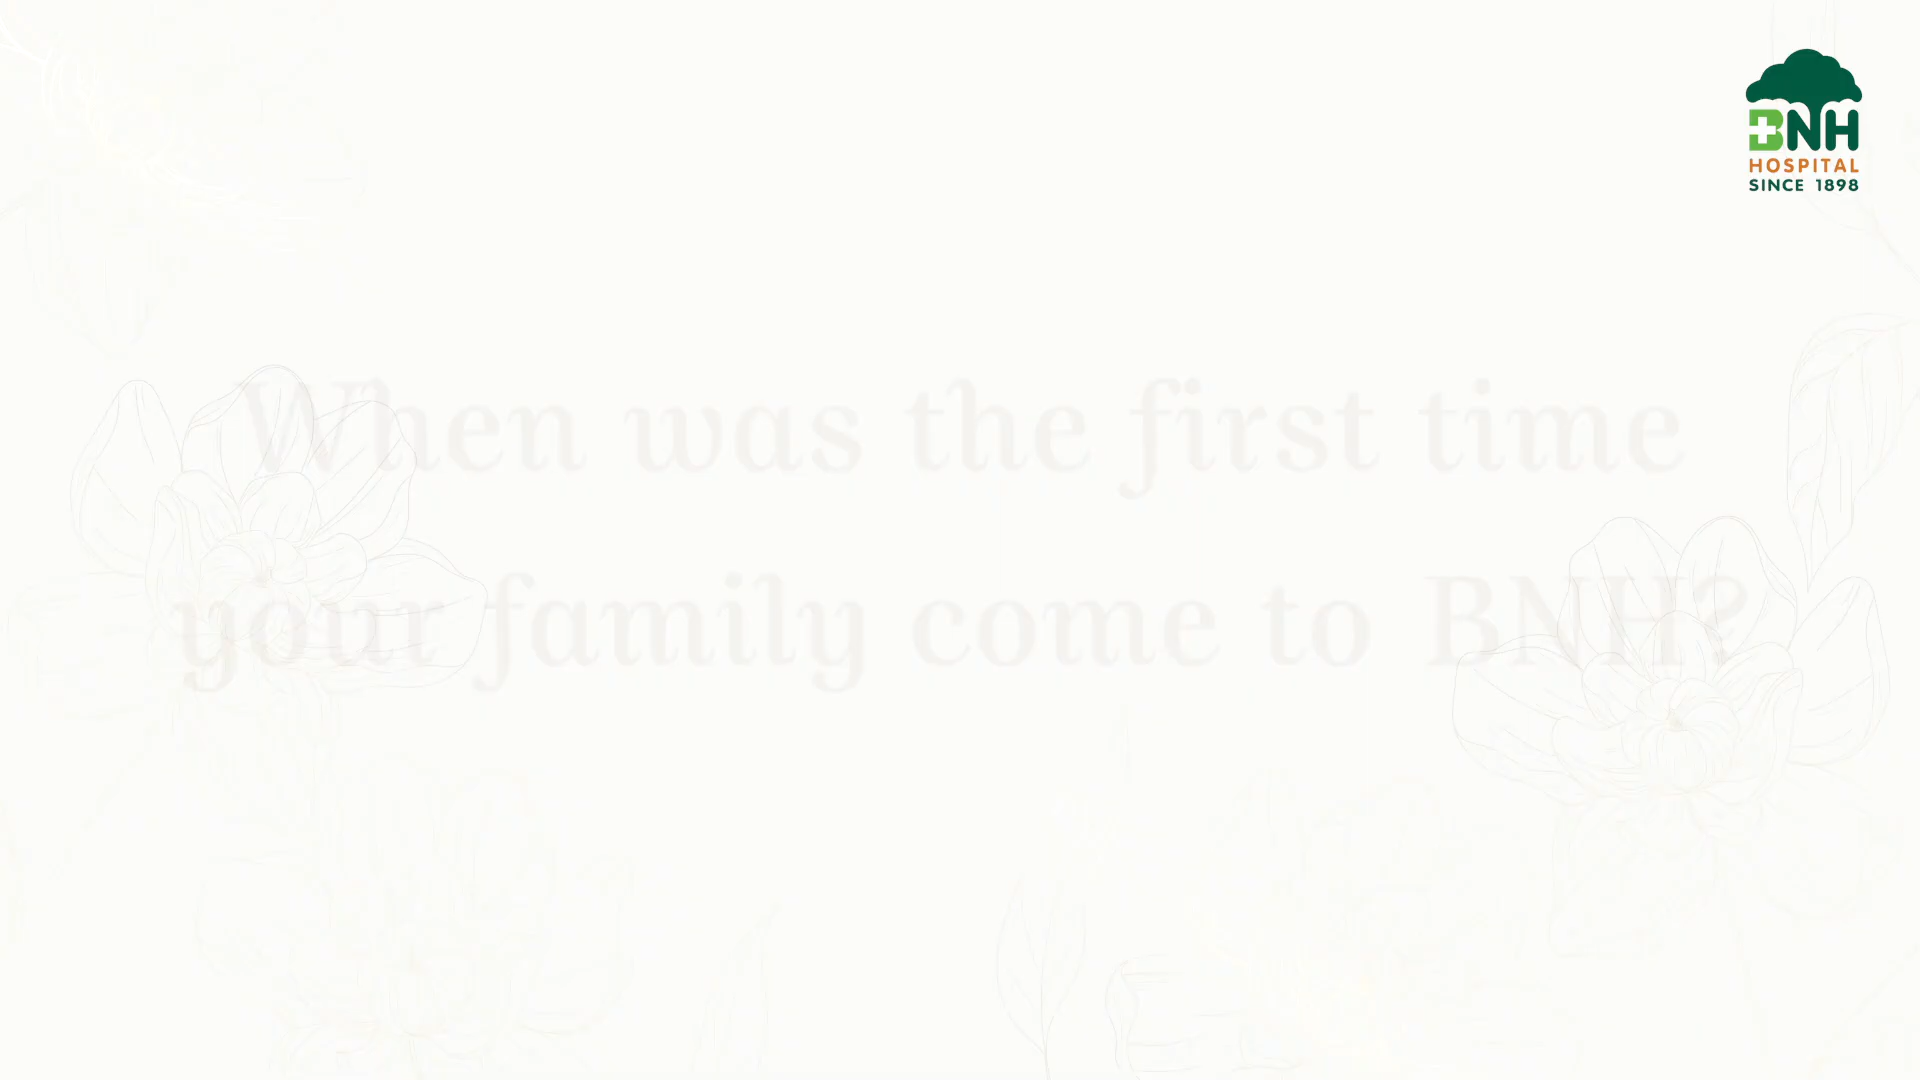 BNH
HOSPITAL
SINCE 1898
When was the first time
your family come to BNH?